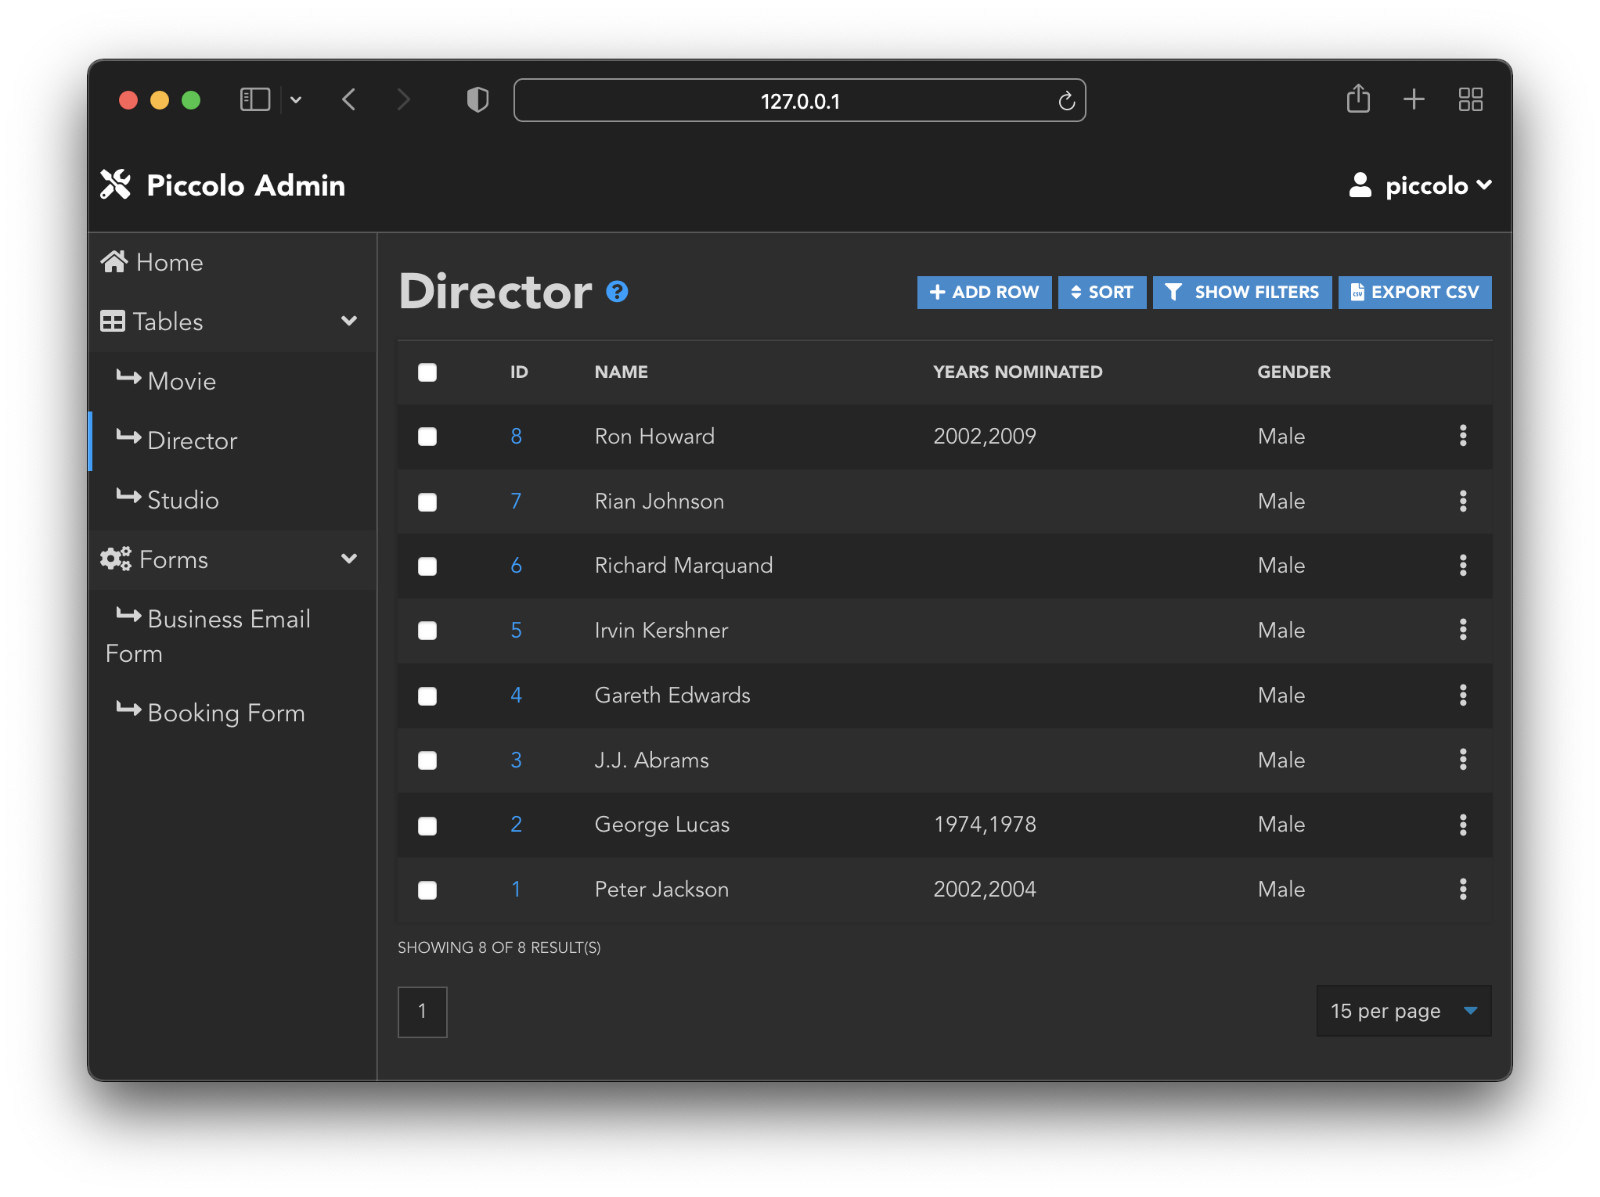 127.0.0.1
Piccolo Admin
piccolo
Home
Tables
Movie
Director
Studio
Forms
Business Email
Form
Booking Form
Director ?
ADD ROW SORT SHOW FILTERS EXPORT CSV
ID NAME YEARS NOMINATED GENDER
8 Ron Howard 2002,2009 Male
7 Rian Johnson Male
6 Richard Marquand Male
5 Irvin Kershner Male
4 Gareth Edwards Male
3 J.J. Abrams Male
2 George Lucas 1974,1978 Male
1 Peter Jackson 2002,2004 Male
SHOWING 8 OF 8 RESULT(S)
1
15 per page